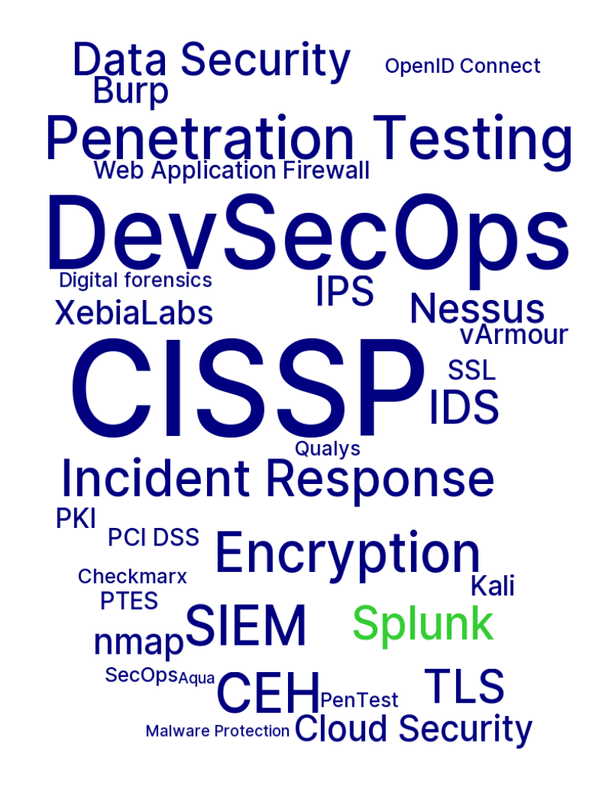 Data Security
OpenID Connect
Burp
Penetration Testing
Web Application Firewall
DevSecOps
Digital forensics
IPS
XebiaLabs
Nessus
vArmour
CISSP
SSL
IDS
Qualys
Incident Response
PKI
PCI DSS
Encryption
Checkmarx
Kali
PTES
SIEM
Splunk
nmap
SecOps
Aqua
CEH
PenTest
TLS
Malware Protection
Cloud Security